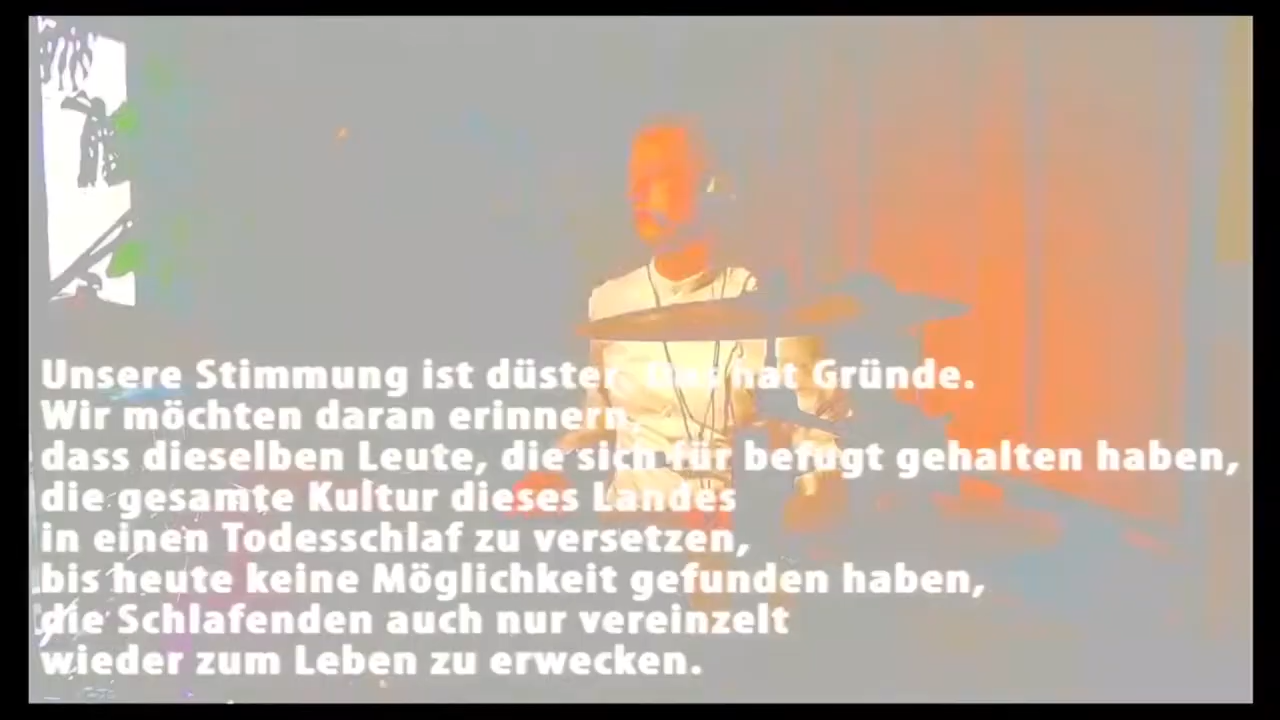 Unsere Stimmung ist düster. Das hat Gründe.
Wir möchten daran erinnern,
dass dieselben Leute, die sich für befugt gehalten haben,
die gesamte Kultur dieses Landes
in einen Todesschlaf zu versetzen,
bis heute keine Möglichkeit gefunden haben,
die Schlafenden auch nur vereinzelt
wieder zum Leben zu erwecken.